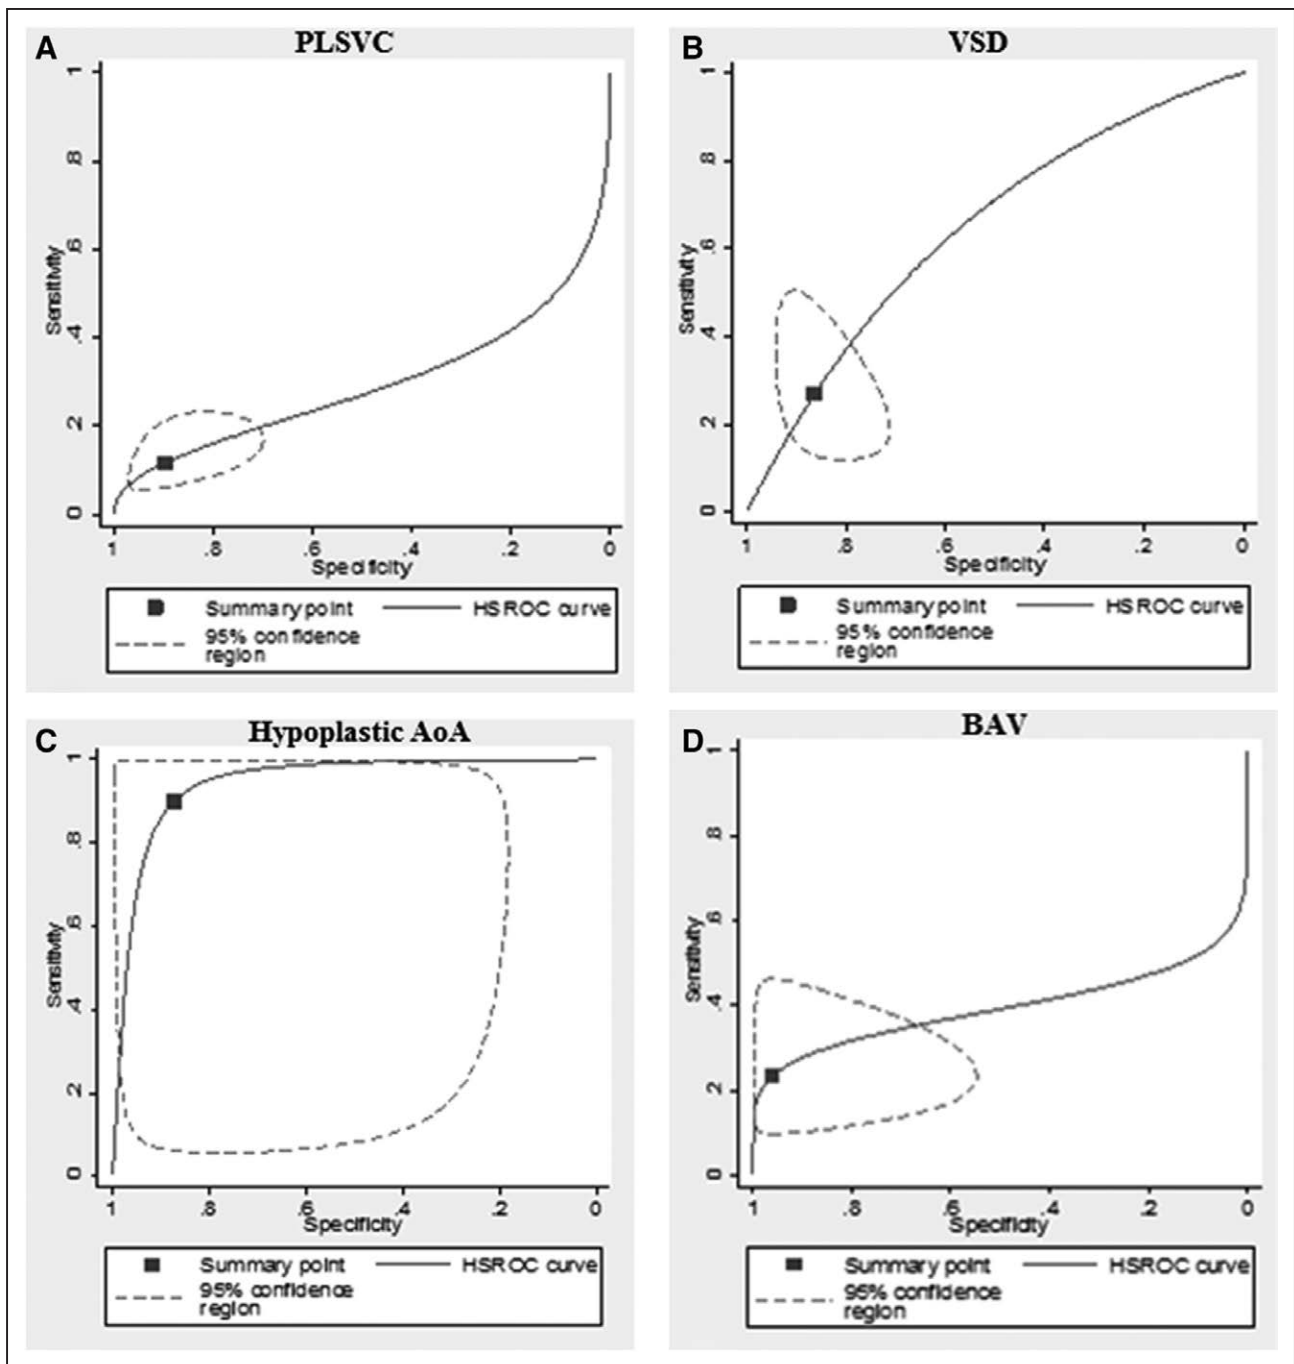 A PLSVC
1
.8
.6
.4
.2
0
Sensitivity
1 .8 .6 .4 .2 0
Specificity
Summary point HSROC curve
95% confidence
region
B VSD
1
.8
.6
.4
.2
0
Sensitivity
1 .8 .6 .4 .2 0
Specificity
Summary point HSROC curve
95% confidence
region
C Hypoplastic AoA
1
.8
.6
.4
.2
0
Sensitivity
1 .8 .6 .4 .2 0
Specificity
Summary point HSROC curve
95% confidence
region
D BAV
1
.8
.6
.4
.2
0
Sensitivity
1 .8 .6 .4 .2 0
Specificity
Summary point HSROC curve
95% confidence
region